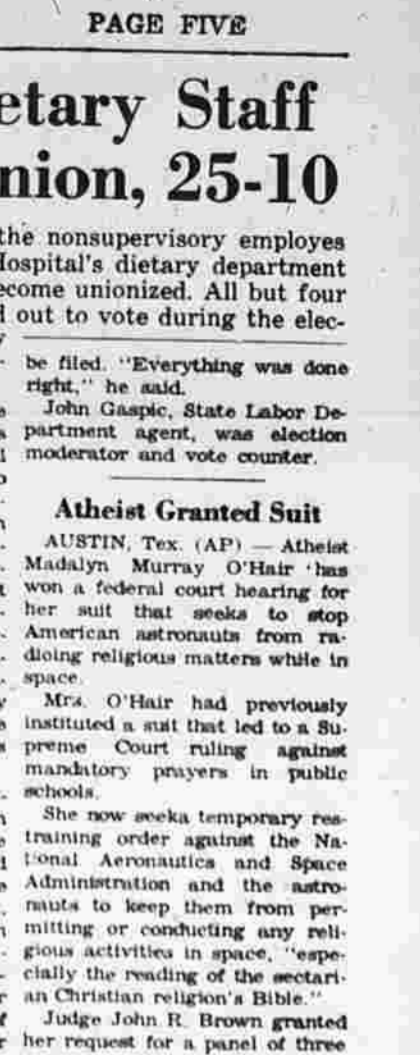 PAGE FIVE
etary Staff
nion, 25-10
the nonsupervisory employes
Hospital's dietary department
ecome unionized. All but four
d out to vote during the elec-
be filed. "Everything was done
right," he said.
John Gaspic, State Labor De-
partment agent, was election
moderator and vote counter.
Atheist Granted Suit
AUSTIN, Tex. (AP) — Atheist
Madalyn Murray O'Hair has
won a federal court hearing for
her suit that seeks to stop
American astronauts from ra-
dioing religious matters while in
space.
Mrs. O'Hair had previously
instituted a suit that led to a Su-
preme Court ruling against
mandatory prayers in public
schools.
She now seeka temporary res-
training order against the Na-
tional Aeronautics and Space
Administration and the astro-
nauts to keep them from per-
mitting or conducting any reli-
gious activities in space, "espe-
cially the reading of the sectari-
an Christian religion's Bible."
Judge John R. Brown granted
her request for a panel of three